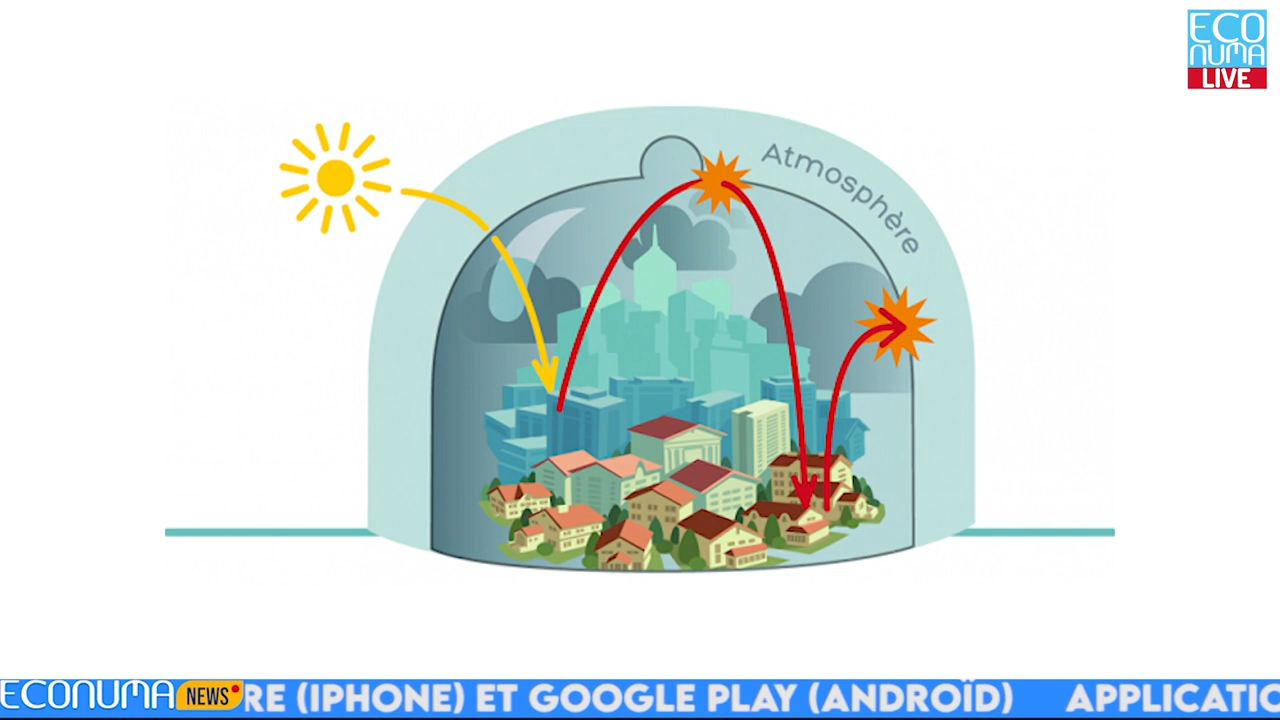 ECO
NUMA
LIVE
Atmosphère
ECONUMA NEWS RE (IPHONE) ET GOOGLE PLAY (ANDROÏD) APPLICATIO